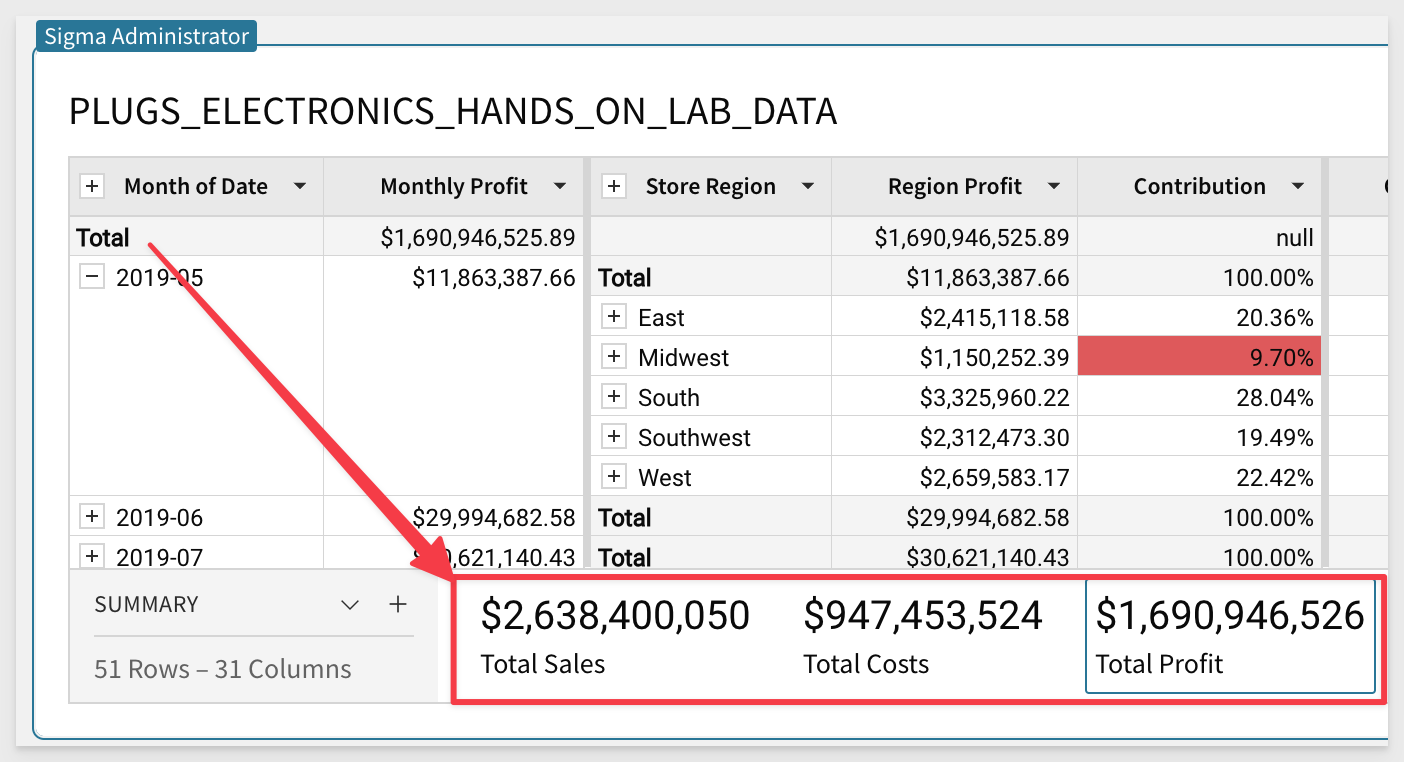 Sigma Administrator
PLUGS_ELECTRONICS_HANDS_ON_LAB_DATA
Month of Date Monthly Profit Store Region Region Profit Contribution
Total $1,690,946,525.89 $1,690,946,525.89 null
2019-05 $11,863,387.66 Total $11,863,387.66 100.00%
East $2,415,118.58 20.36%
Midwest $1,150,252.39 9.70%
South $3,325,960.22 28.04%
Southwest $2,312,473.30 19.49%
West $2,659,583.17 22.42%
2019-06 $29,994,682.58 Total $29,994,682.58 100.00%
2019-07 Total $30,621,140.43 100.00%
SUMMARY $2,638,400,050 $947,453,524 $1,690,946,526
51 Rows – 31 Columns Total Sales Total Costs Total Profit